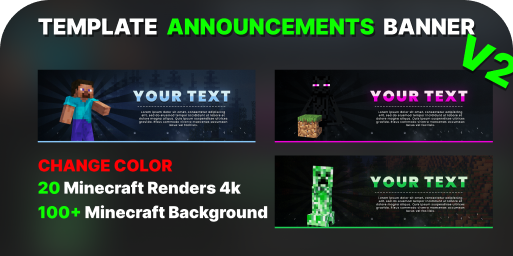 TEMPLATE ANNOUNCEMENTS BANNER
V2
YOUR TEXT
YOUR TEXT
CHANGE COLOR
20 Minecraft Renders 4k
100+ Minecraft Background
YOUR TEXT